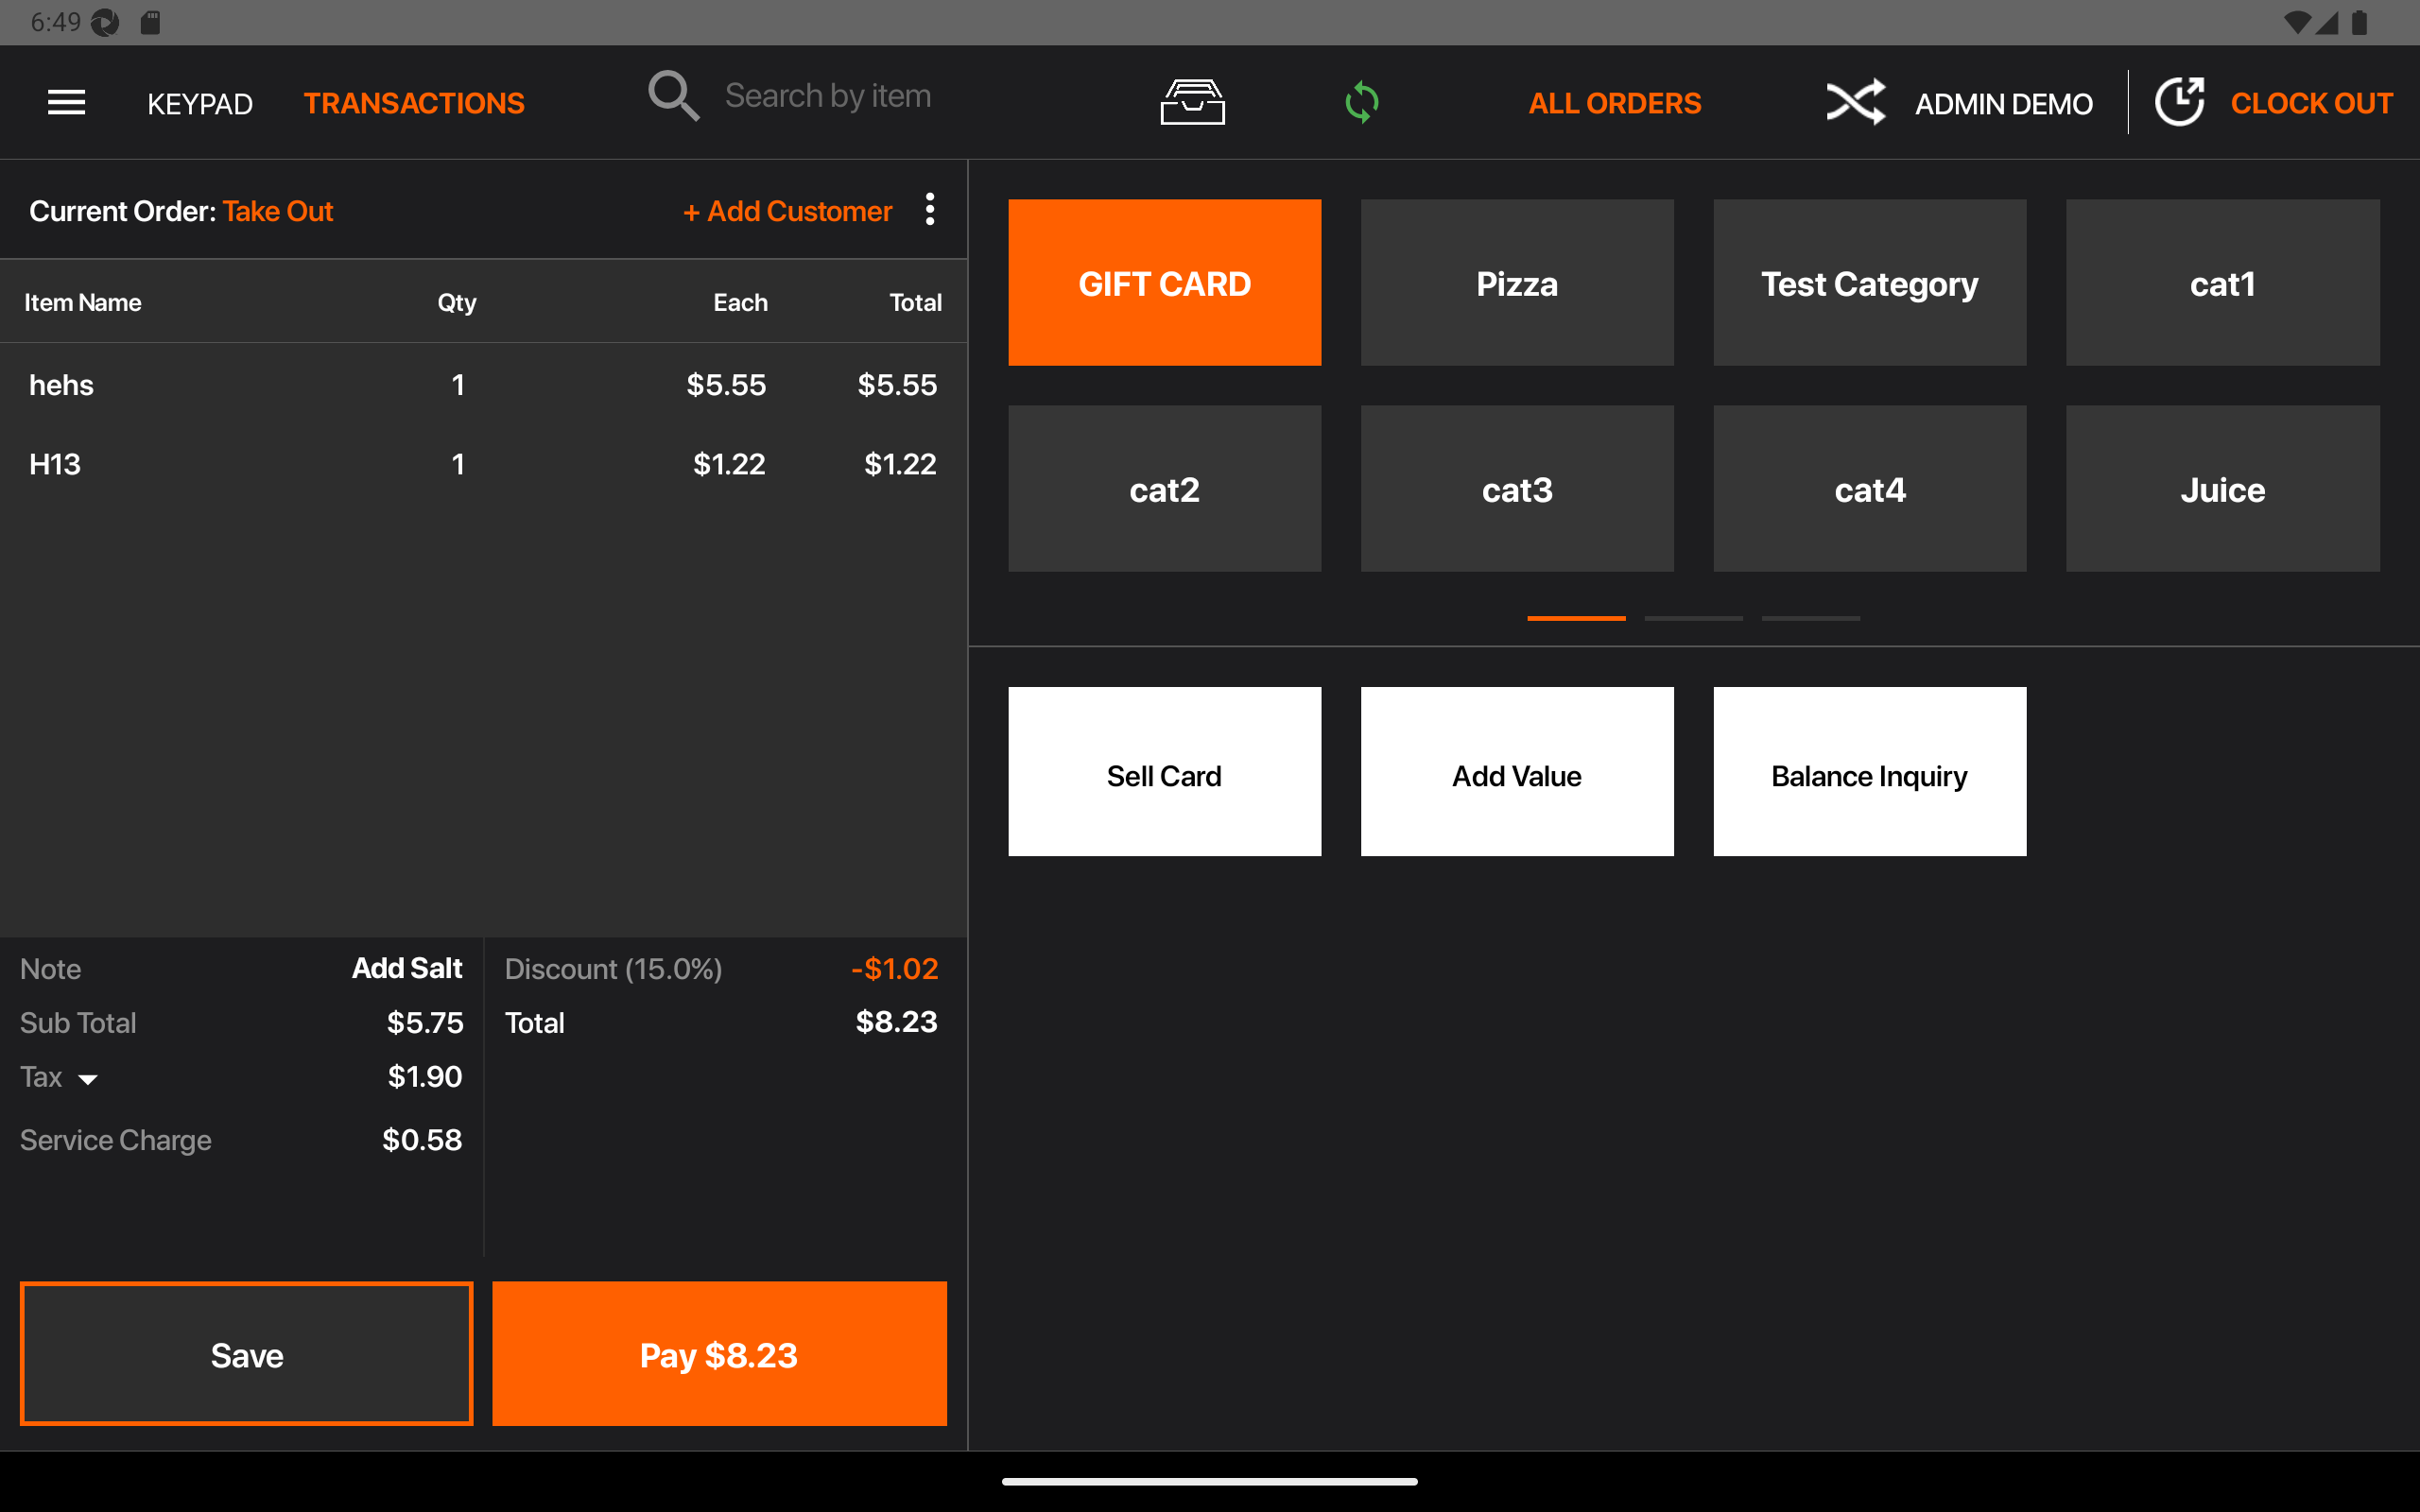 6:49
KEYPAD
TRANSACTIONS
Search by item
ALL ORDERS
ADMIN DEMO
CLOCK OUT
Current Order: Take Out
+ Add Customer
Item Name Qty Each Total
hehs 1 $5.55 $5.55
H13 1 $1.22 $1.22
Note Add Salt
Sub Total $5.75
Tax $1.90
Service Charge $0.58
Discount (15.0%) -$1.02
Total $8.23
Save
Pay $8.23
GIFT CARD
Pizza
Test Category
cat1
cat2
cat3
cat4
Juice
Sell Card
Add Value
Balance Inquiry